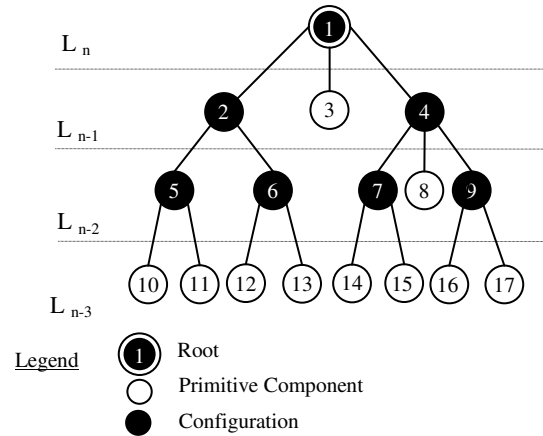 1
L n
2 3 4
L n-1
5 6 7 8 9
L n-2
10 11 12 13 14 15 16 17
L n-3
Legend
1 Root
Primitive Component
Configuration